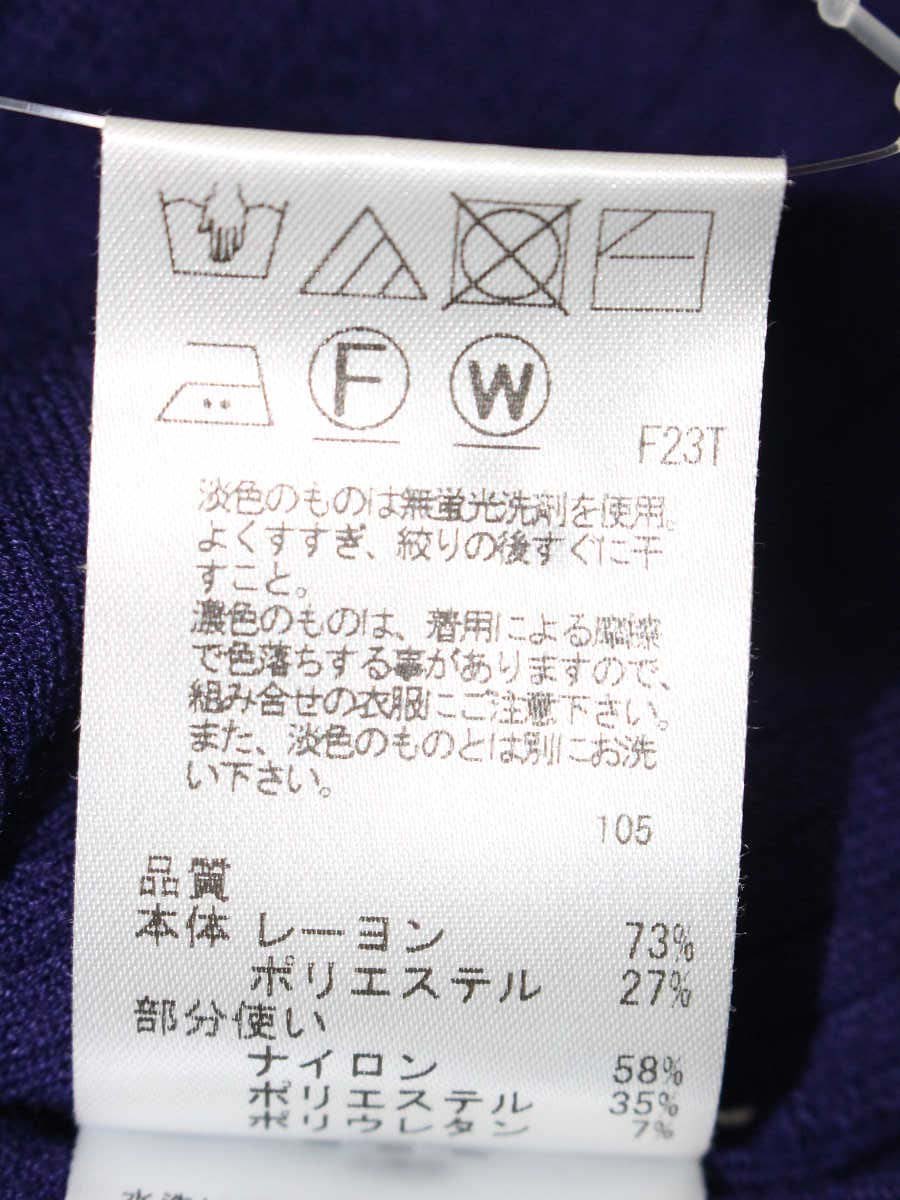 F
W
F23T
淡色のものは無蛍光洗剤を使用。
よくすすぎ、絞りの後すぐに干
すこと。
濃色のものは、着用による摩擦
で色落ちする事がありますので、
組み合せの衣服にご注意下さい。
また、淡色のものとは別にお洗
い下さい。
105
品質
本体 レーヨン 73%
ポリエステル 27%
部分使い
ナイロン 58%
ポリエステル 35%
ポリウレタン 7%